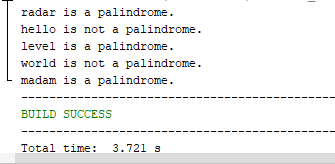 radar is a palindrome.
hello is not a palindrome.
level is a palindrome.
world is not a palindrome.
madam is a palindrome.
------------------------------------------------
BUILD SUCCESS
------------------------------------------------
Total time:  3.721 s